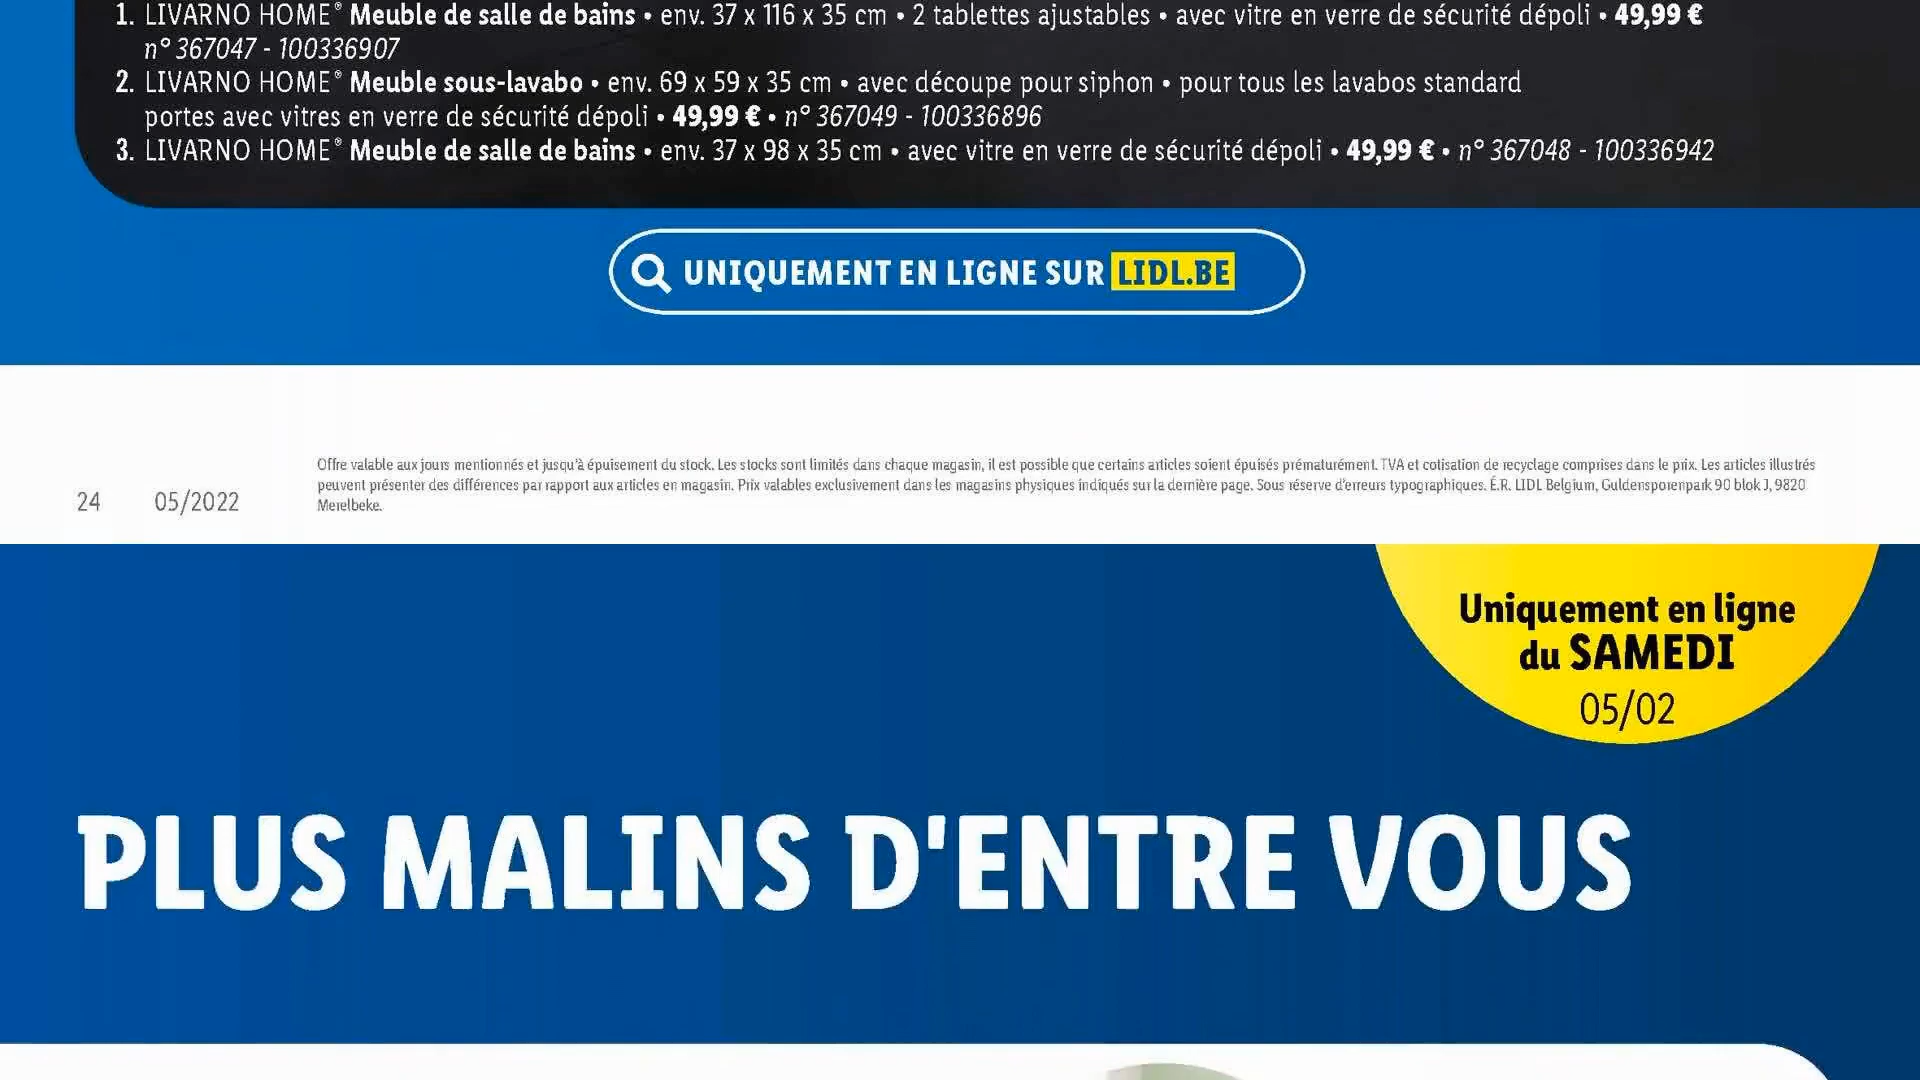 1. LIVARNO HOME® Meuble de salle de bains • env. 37 x 116 x 35 cm • 2 tablettes ajustables • avec vitre en verre de sécurité dépoli • 49,99 €
n° 367047 - 100336907
2. LIVARNO HOME® Meuble sous-lavabo • env. 69 x 59 x 35 cm • avec découpe pour siphon • pour tous les lavabos standard
portes avec vitres en verre de sécurité dépoli • 49,99 € • n° 367049 - 100336896
3. LIVARNO HOME® Meuble de salle de bains • env. 37 x 98 x 35 cm • avec vitre en verre de sécurité dépoli • 49,99 € • n° 367048 - 100336942
UNIQUEMENT EN LIGNE SUR LIDL.BE
Offre valable aux jours mentionnés et jusqu'à épuisement du stock. Les stocks sont limités dans chaque magasin, il est possible que certains articles soient épuisés prématurément. TVA et cotisation de recyclage comprises dans le prix. Les articles illustrés
peuvent présenter des différences par rapport aux articles en magasin. Prix valables exclusivement dans les magasins physiques indiqués sur la dernière page. Sous réserve d'erreurs typographiques. É.R. LIDL Belgium, Guldensporenpark 90 blok J, 9820
Merelbeke.
24 05/2022
Uniquement en ligne
du SAMEDI
05/02
PLUS MALINS D'ENTRE VOUS